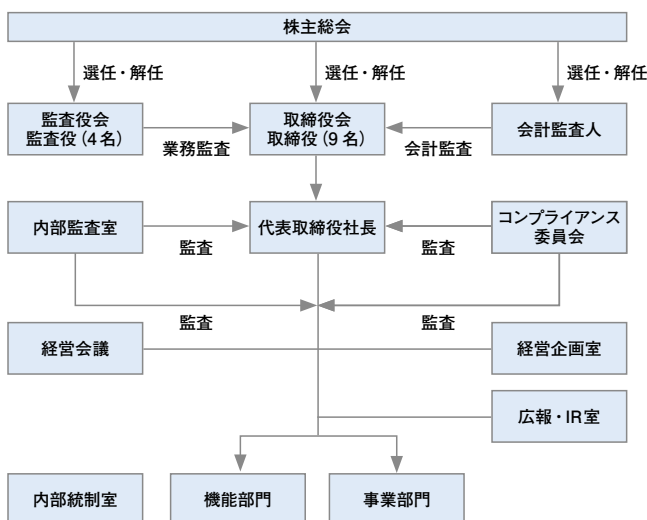 株主総会
選任・解任
選任・解任
選任・解任
監査役会
監査役（4名）
業務監査
取締役会
取締役（9名）
会計監査
会計監査人
内部監査室
監査
代表取締役社長
監査
コンプライアンス
委員会
監査
監査
経営会議
経営企画室
広報・IR室
内部統制室
機能部門
事業部門